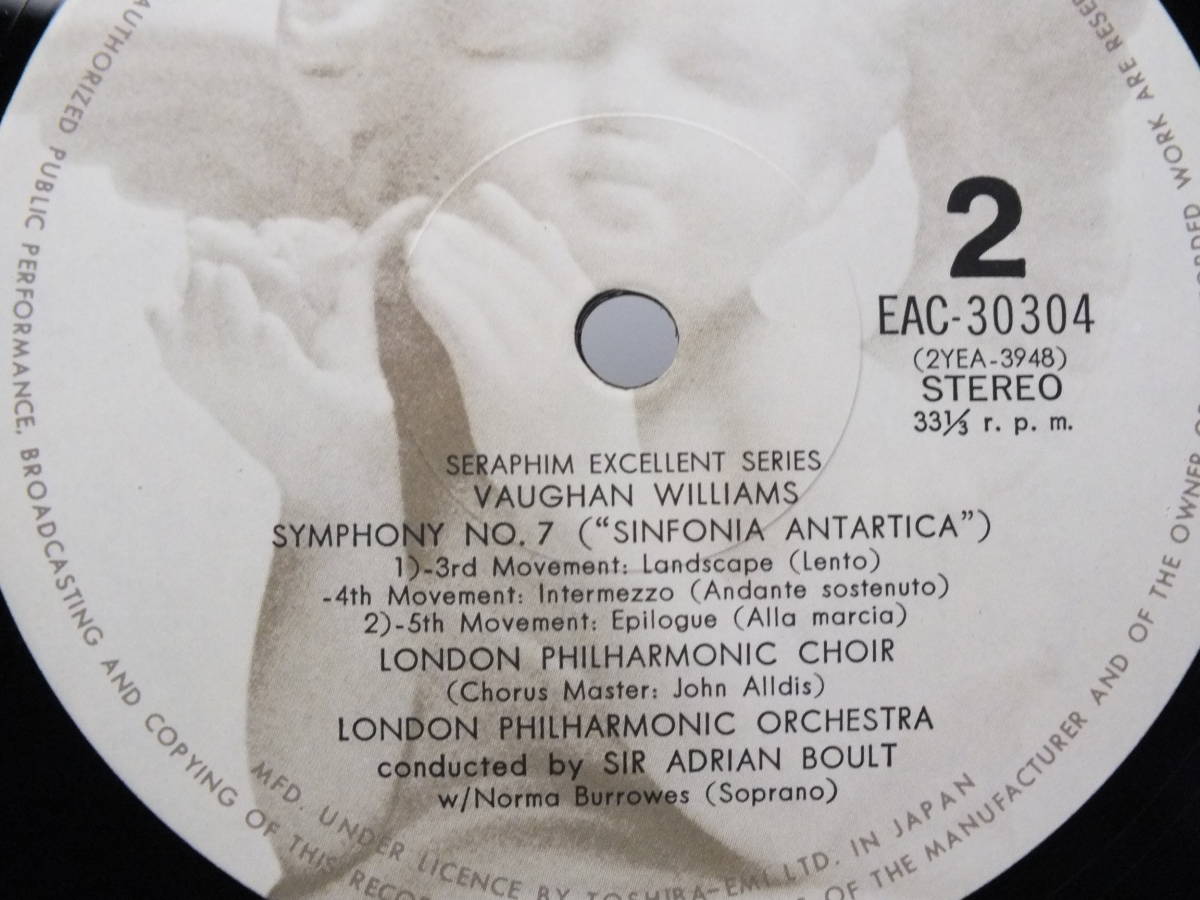 2
EAC-30304
(2YEA-3948)
STEREO
33⅓ r. p. m.
SERAPHIM EXCELLENT SERIES
VAUGHAN WILLIAMS
SYMPHONY NO. 7 (“SINFONIA ANTARTICA”)
1)-3rd Movement: Landscape (Lento)
-4th Movement: Intermezzo (Andante sostenuto)
2)-5th Movement: Epilogue (Alla marcia)
LONDON PHILHARMONIC CHOIR
(Chorus Master: John Alldis)
LONDON PHILHARMONIC ORCHESTRA
conducted by SIR ADRIAN BOULT
w/Norma Burrowes (Soprano)
MFD. UNDER LICENCE BY TOSHIBA-EMI LTD. IN JAPAN
AUTHORIZED PUBLIC PERFORMANCE, BROADCASTING AND COPYING OF THIS
OF THE MANUFACTURER AND OF THE OWNER
WORK ARE